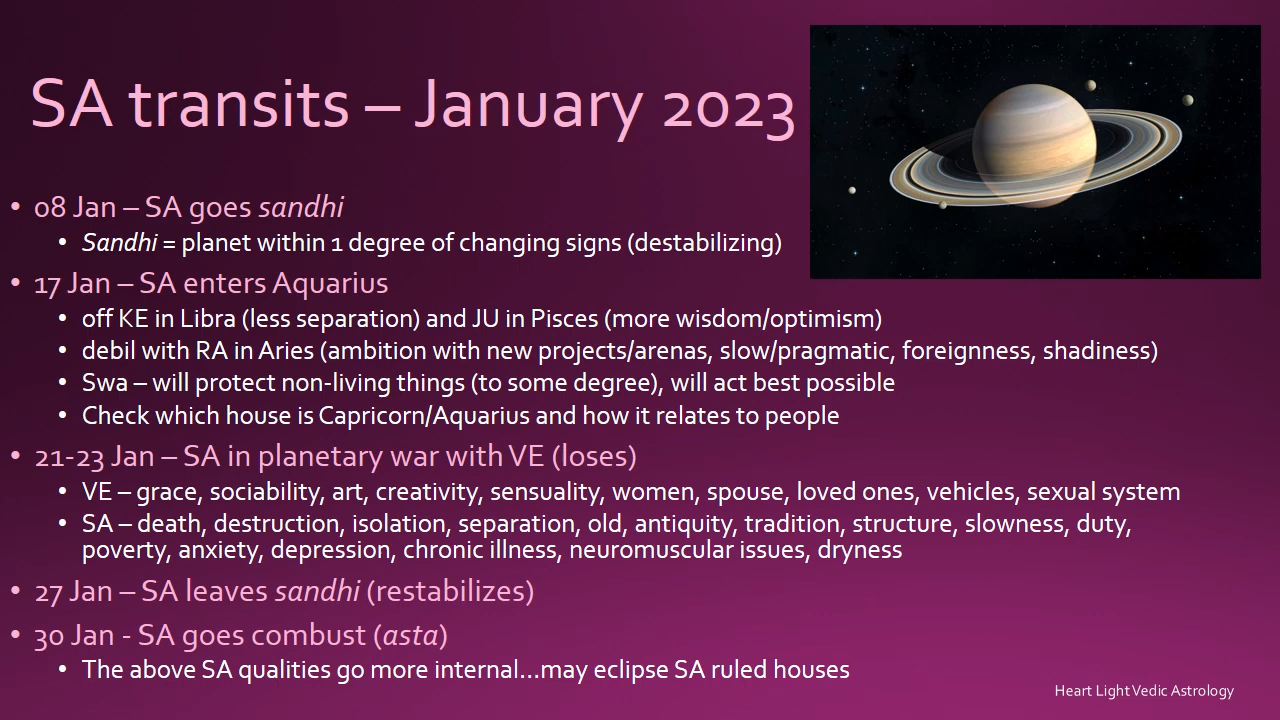 SA transits – January 2023
• 08 Jan – SA goes sandhi
• Sandhi = planet within 1 degree of changing signs (destabilizing)
• 17 Jan – SA enters Aquarius
• off KE in Libra (less separation) and JU in Pisces (more wisdom/optimism)
• debil with RA in Aries (ambition with new projects/arenas, slow/pragmatic, foreignness, shadiness)
• Swa – will protect non-living things (to some degree), will act best possible
• Check which house is Capricorn/Aquarius and how it relates to people
• 21-23 Jan – SA in planetary war with VE (loses)
• VE – grace, sociability, art, creativity, sensuality, women, spouse, loved ones, vehicles, sexual system
• SA – death, destruction, isolation, separation, old, antiquity, tradition, structure, slowness, duty,
poverty, anxiety, depression, chronic illness, neuromuscular issues, dryness
• 27 Jan – SA leaves sandhi (restabilizes)
• 30 Jan - SA goes combust (asta)
• The above SA qualities go more internal…may eclipse SA ruled houses
Heart Light Vedic Astrology